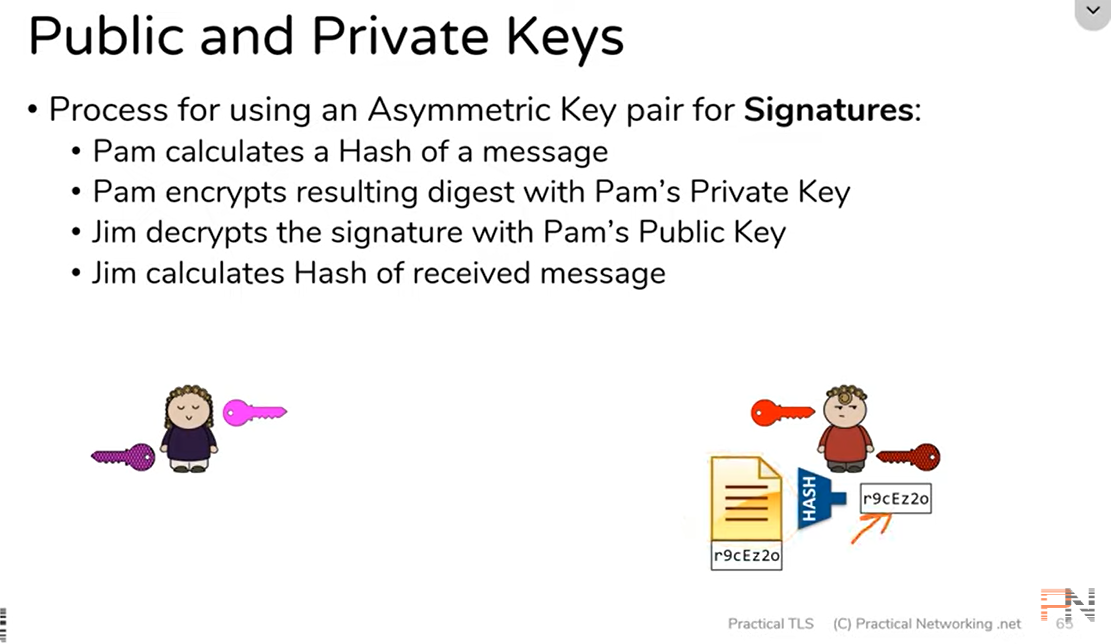 Public and Private Keys
• Process for using an Asymmetric Key pair for Signatures:
• Pam calculates a Hash of a message
• Pam encrypts resulting digest with Pam's Private Key
• Jim decrypts the signature with Pam's Public Key
• Jim calculates Hash of received message
HASH
r9cEz2o
r9cEz2o
PN
Practical TLS (C) Practical Networking .net 65